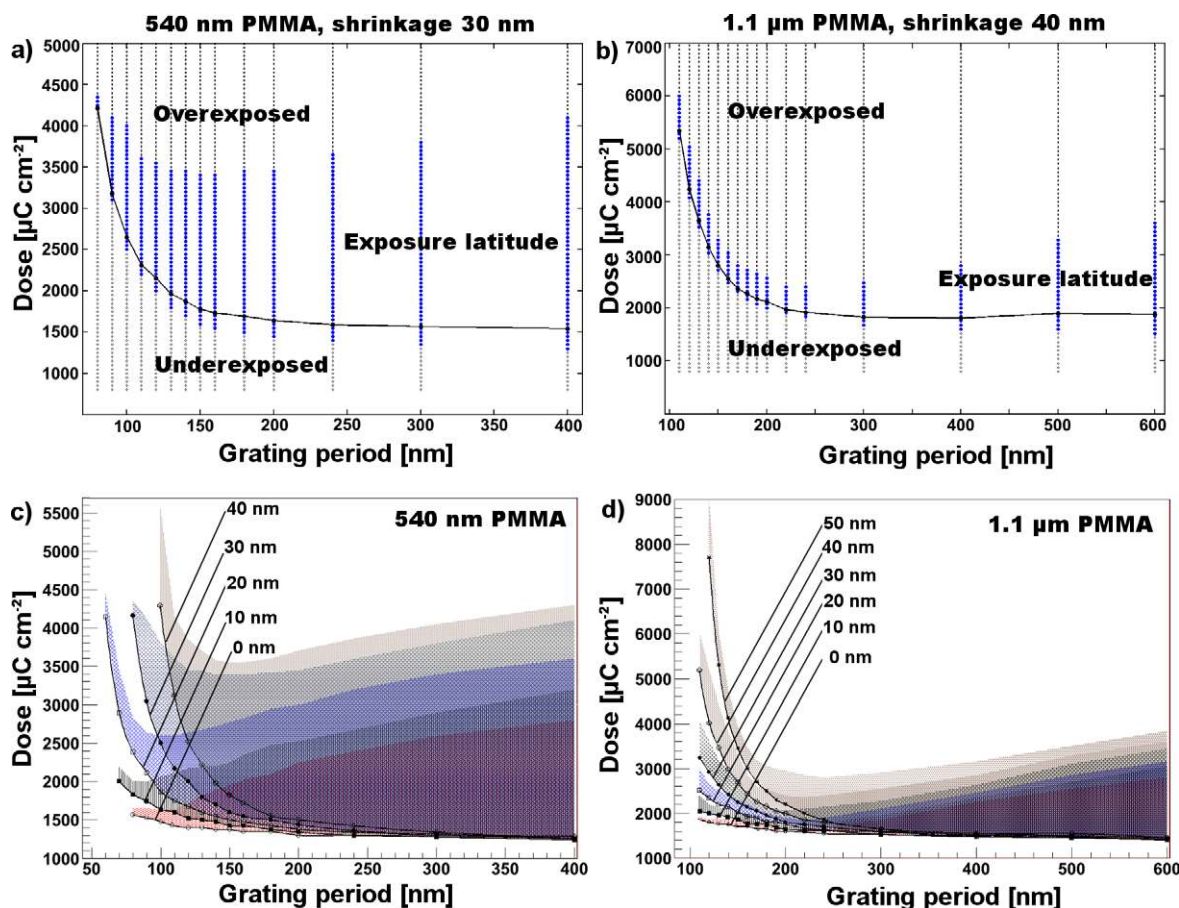 540 nm PMMA, shrinkage 30 nm
a)
5000
4500
4000
3500
3000
2500
2000
1500
1000
Dose [µC cm⁻²]
Overexposed
Exposure latitude
Underexposed
100 150 200 250 300 350 400
Grating period [nm]
1.1 µm PMMA, shrinkage 40 nm
b)
7000
6000
5000
4000
3000
2000
1000
Dose [µC cm⁻²]
Overexposed
Exposure latitude
Underexposed
100 200 300 400 500 600
Grating period [nm]
c)
540 nm PMMA
5500
5000
4500
4000
3500
3000
2500
2000
1500
1000
Dose [µC cm⁻²]
40 nm
30 nm
20 nm
10 nm
0 nm
50 100 150 200 250 300 350 400
Grating period [nm]
d)
1.1 µm PMMA
9000
8000
7000
6000
5000
4000
3000
2000
1000
Dose [µC cm⁻²]
50 nm
40 nm
30 nm
20 nm
10 nm
0 nm
100 200 300 400 500 600
Grating period [nm]